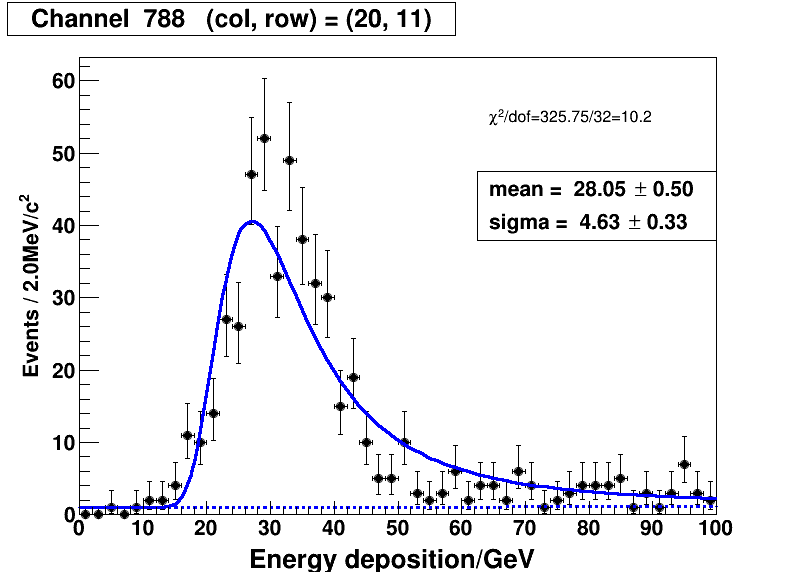 Channel 788 (col, row) = (20, 11)
χ²/dof=325.75/32=10.2
mean = 28.05 ± 0.50
sigma = 4.63 ± 0.33
Events / 2.0MeV/c²
60
50
40
30
20
10
0
0 10 20 30 40 50 60 70 80 90 100
Energy deposition/GeV